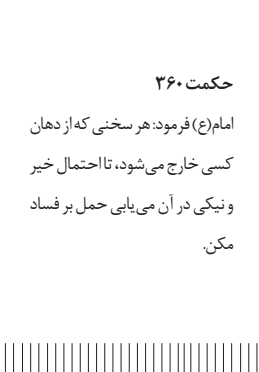 حکمت ۳۶۰
امام(ع) فرمود: هر سخنی که از دهان
کسی خارج می‌شود، تا احتمال خیر
و نیکی در آن می‌یابی حمل بر فساد
مکن.